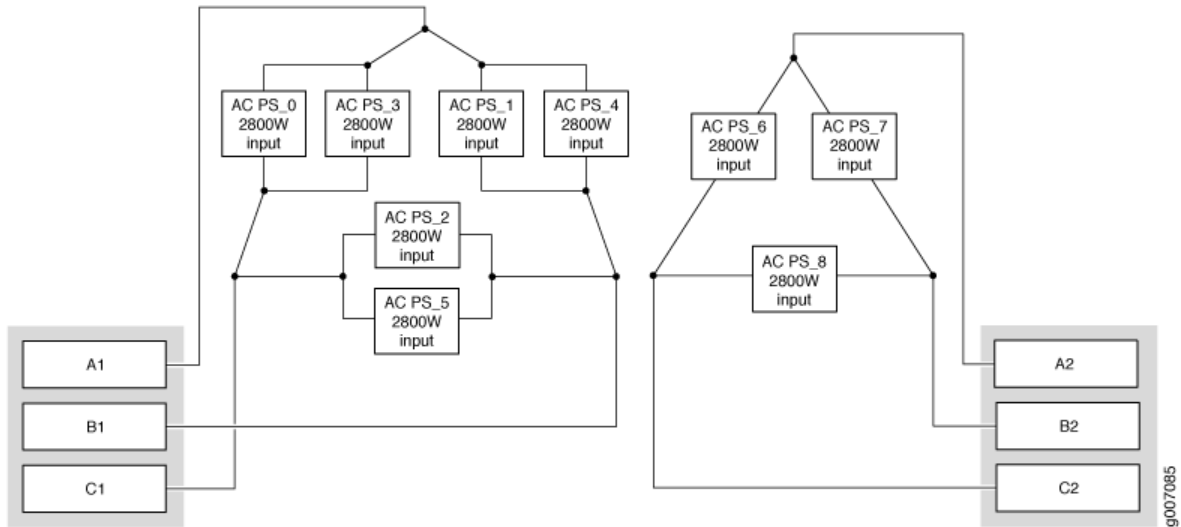 AC PS_0
2800W
input
AC PS_3
2800W
input
AC PS_1
2800W
input
AC PS_4
2800W
input
AC PS_2
2800W
input
AC PS_5
2800W
input
AC PS_6
2800W
input
AC PS_7
2800W
input
AC PS_8
2800W
input
A1
B1
C1
A2
B2
C2
g007085